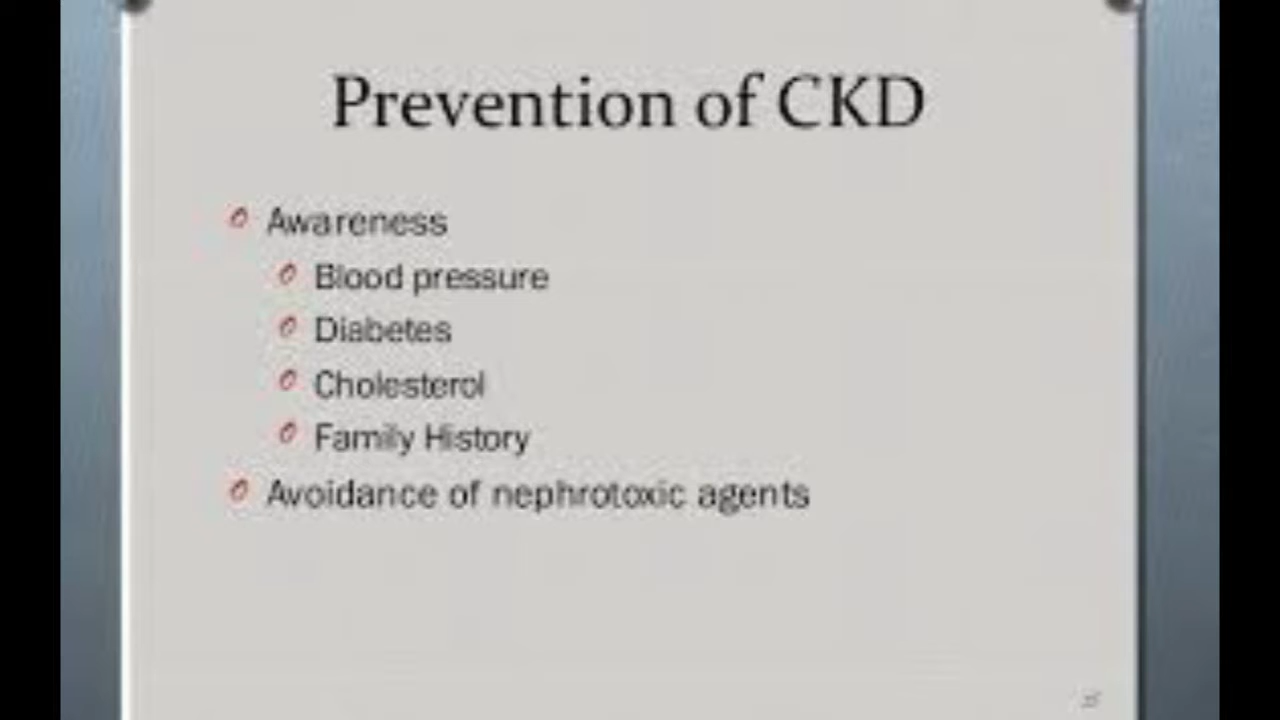 Prevention of CKD
Awareness
Blood pressure
Diabetes
Cholesterol
Family History
Avoidance of nephrotoxic agents